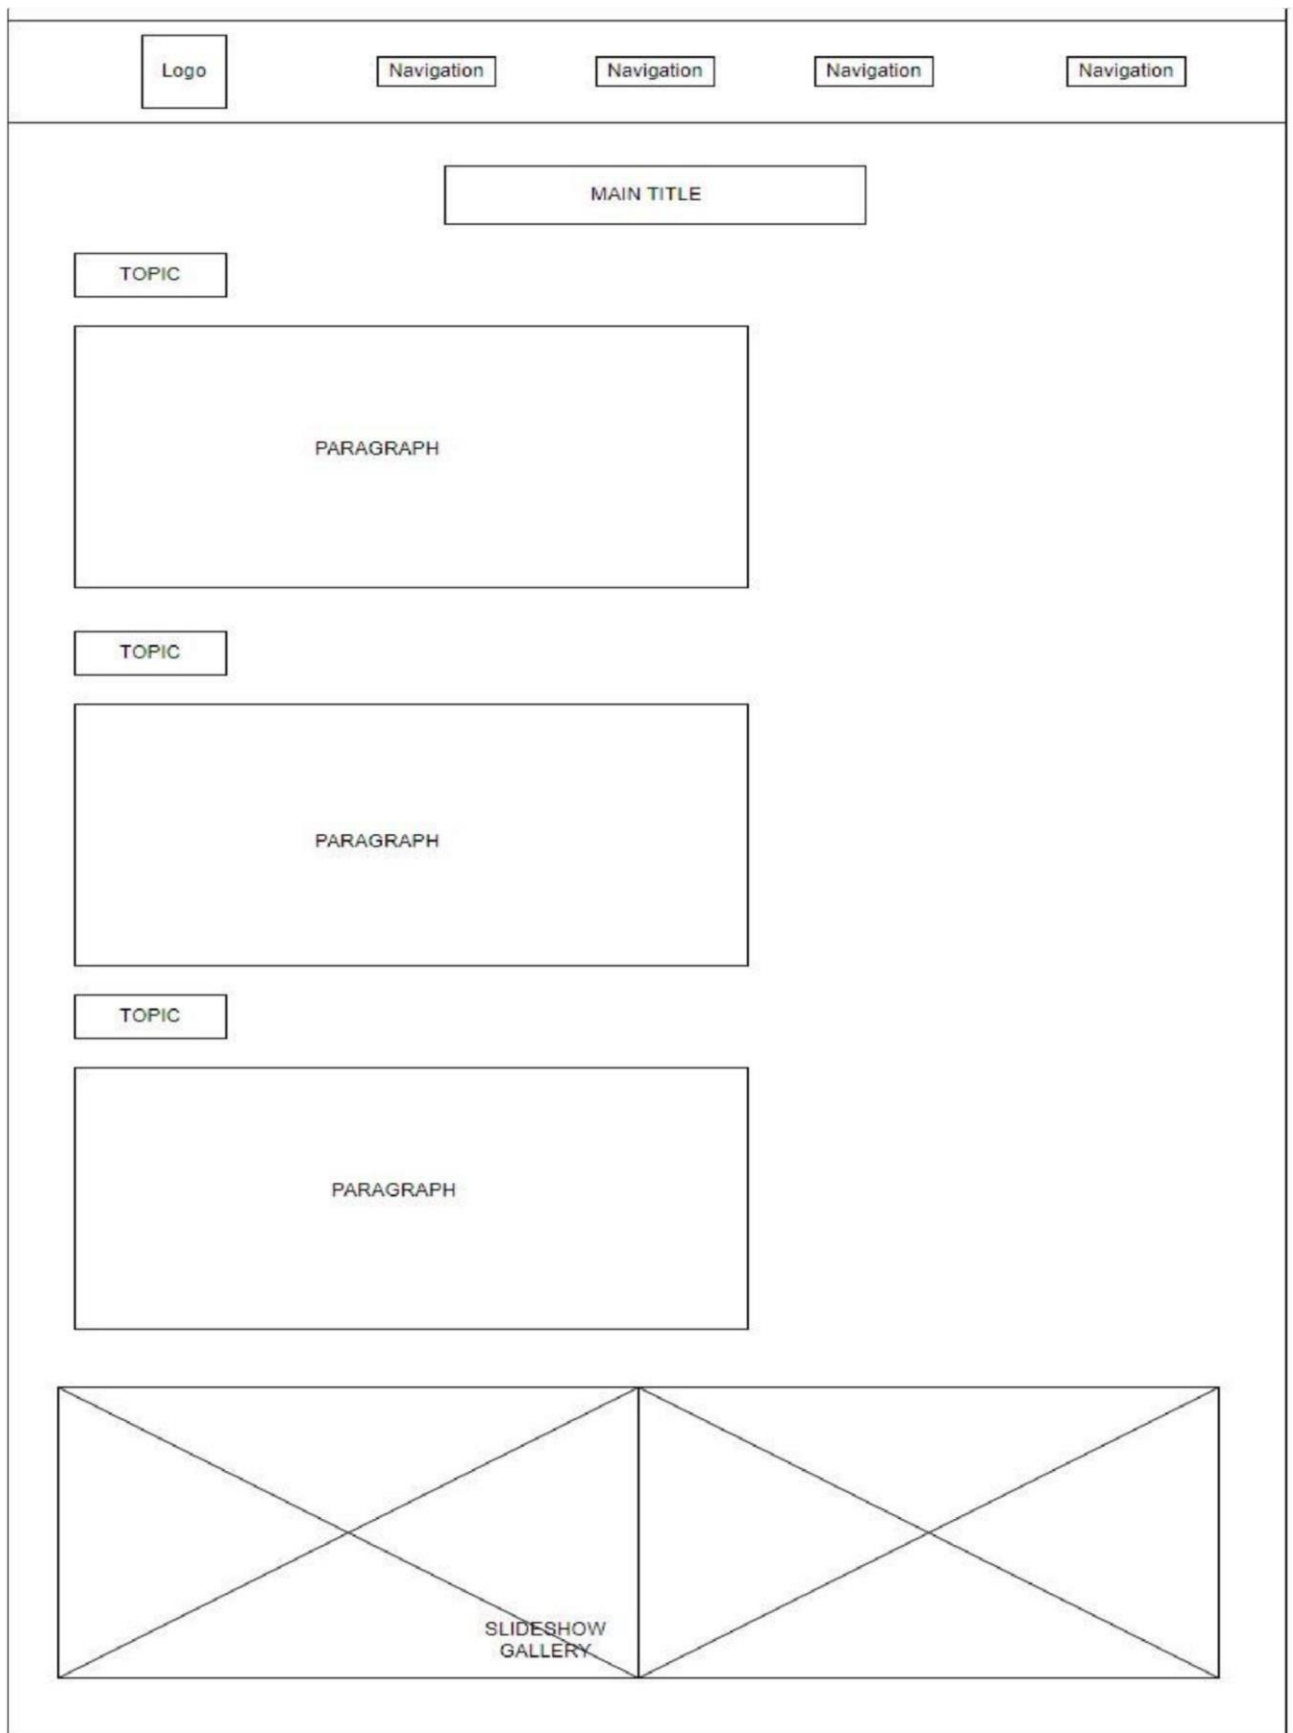 Logo
Navigation
Navigation
Navigation
Navigation
MAIN TITLE
TOPIC
PARAGRAPH
TOPIC
PARAGRAPH
TOPIC
PARAGRAPH
SLIDESHOW
GALLERY